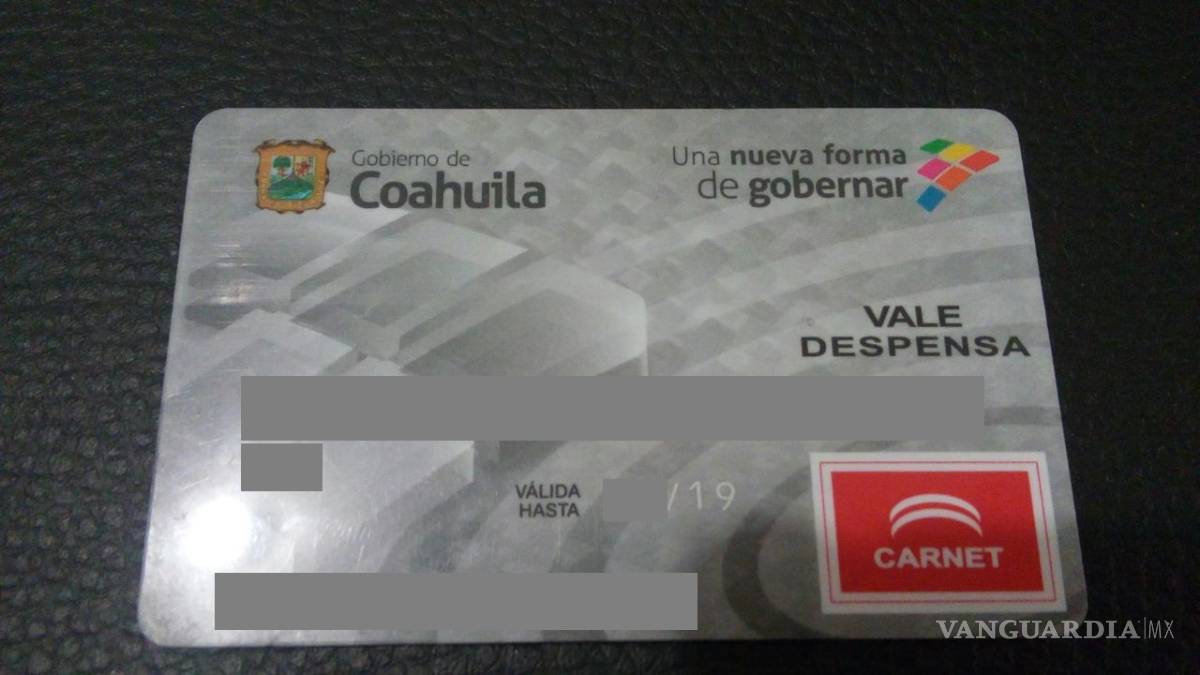 Gobierno de
Coahuila
Una nueva forma
de gobernar
VALE
DESPENSA
VÁLIDA
HASTA
/19
CARNET
VANGUARDIA|MX